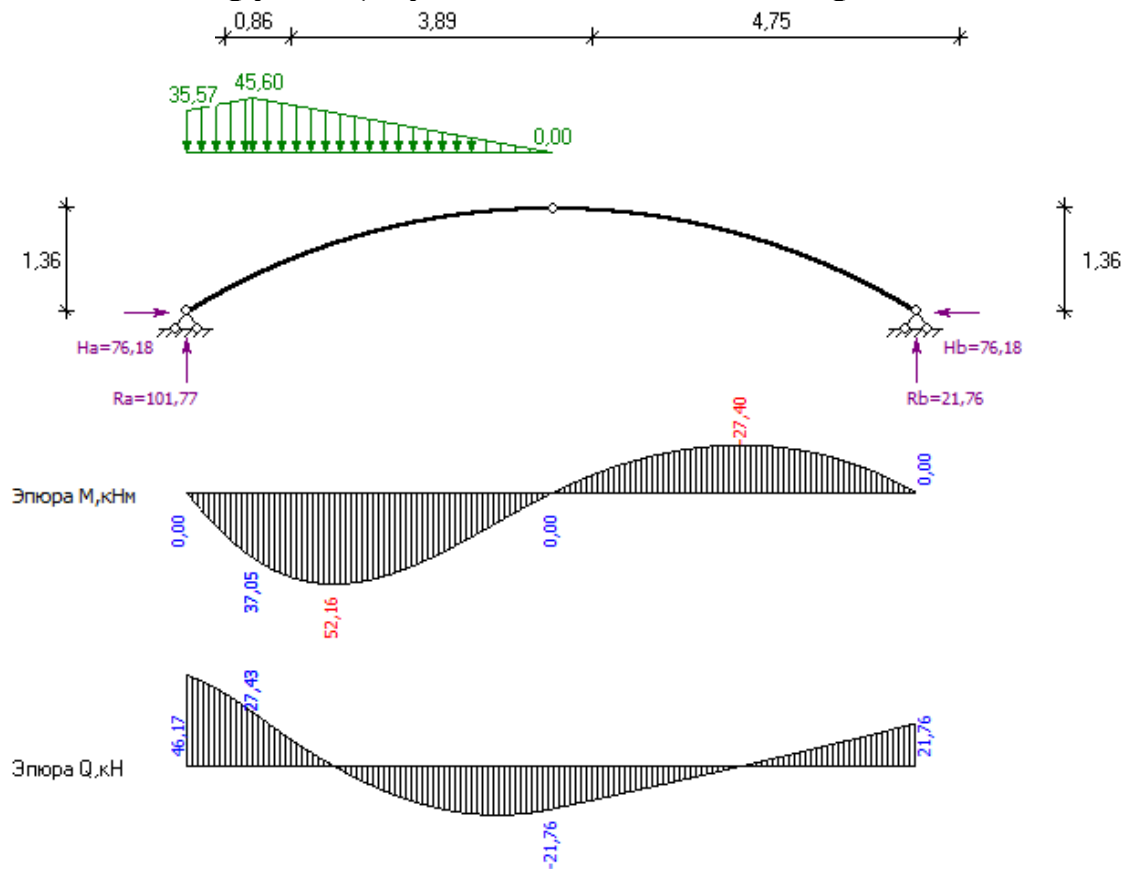 0,86 3,89 4,75
45,60
35,57
0,00
1,36 1,36
Ha=76,18 Hb=76,18
Ra=101,77 Rb=21,76
-27,40
0,00
Эпюра M,кНм
0,00 0,00
37,05
52,16
27,43
46,17 21,76
Эпюра Q,кН
-21,76